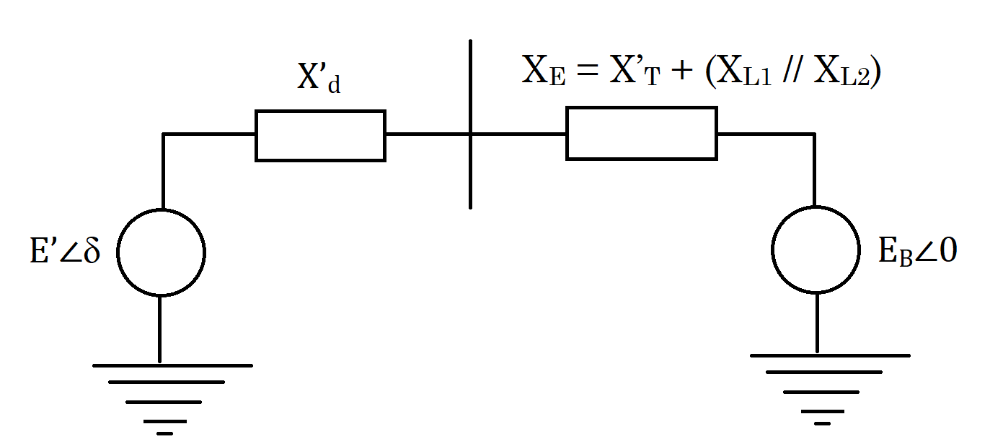 X'd
XE = X'T + (XL1 // XL2)
E'∠δ
EB∠0